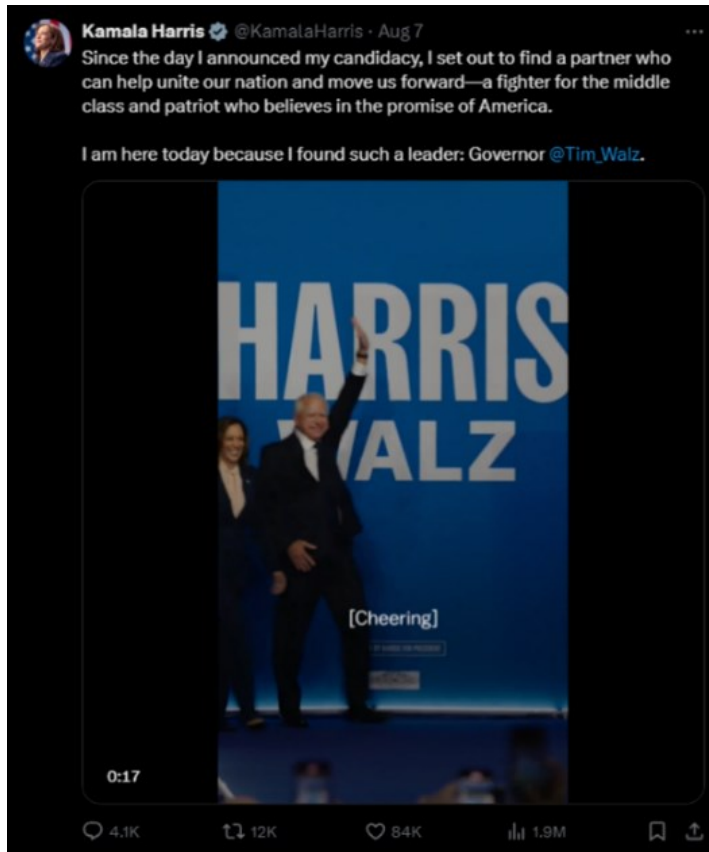 Kamala Harris @KamalaHarris · Aug 7
Since the day I announced my candidacy, I set out to find a partner who
can help unite our nation and move us forward—a fighter for the middle
class and patriot who believes in the promise of America.
I am here today because I found such a leader: Governor @Tim_Walz.
HARRIS
WALZ
[Cheering]
0:17
4.1K 12K 84K 1.9M